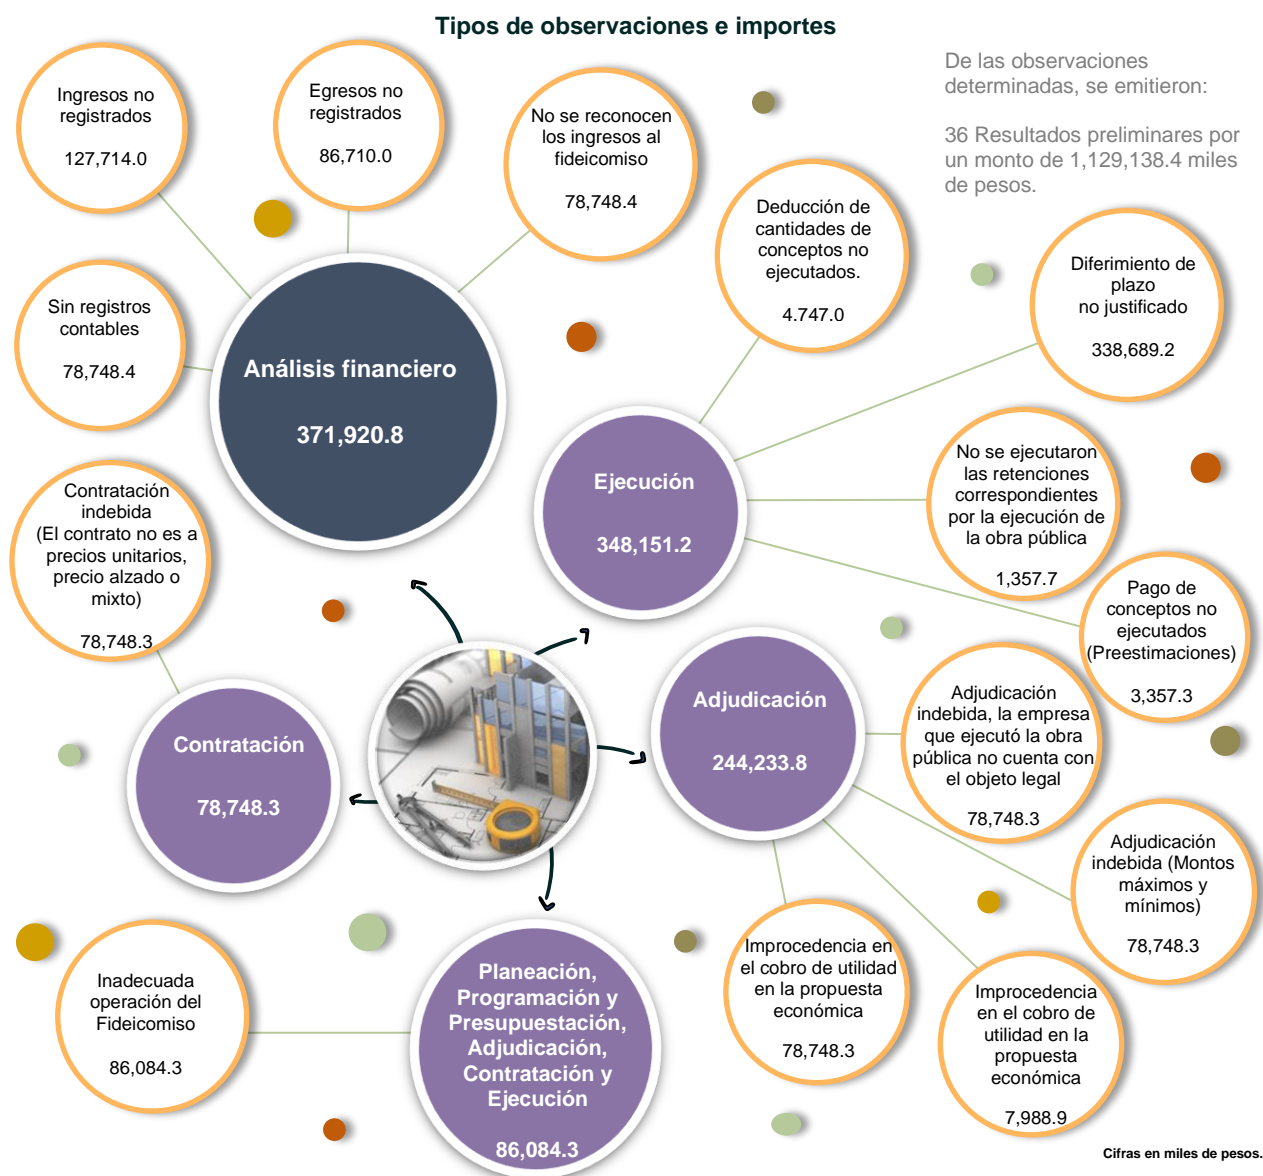 Tipos de observaciones e importes
De las observaciones
determinadas, se emitieron:
36 Resultados preliminares por
un monto de 1,129,138.4 miles
de pesos.
Ingresos no
registrados
127,714.0
Egresos no
registrados
86,710.0
No se reconocen
los ingresos al
fideicomiso
78,748.4
Sin registros
contables
78,748.4
Análisis financiero
371,920.8
Deducción de
cantidades de
conceptos no
ejecutados.
4.747.0
Diferimiento de
plazo
no justificado
338,689.2
Ejecución
348,151.2
No se ejecutaron
las retenciones
correspondientes
por la ejecución de
la obra pública
1,357.7
Pago de
conceptos no
ejecutados
(Preestimaciones)
3,357.3
Contratación
indebida
(El contrato no es a
precios unitarios,
precio alzado o
mixto)
78,748.3
Contratación
78,748.3
Adjudicación
244,233.8
Adjudicación
indebida, la empresa
que ejecutó la obra
pública no cuenta con
el objeto legal
78,748.3
Adjudicación
indebida (Montos
máximos y
mínimos)
78,748.3
Improcedencia en
el cobro de utilidad
en la propuesta
económica
78,748.3
Improcedencia
en el cobro de
utilidad en la
propuesta
económica
7,988.9
Inadecuada
operación del
Fideicomiso
86,084.3
Planeación,
Programación y
Presupuestación,
Adjudicación,
Contratación y
Ejecución
86,084.3
Cifras en miles de pesos.